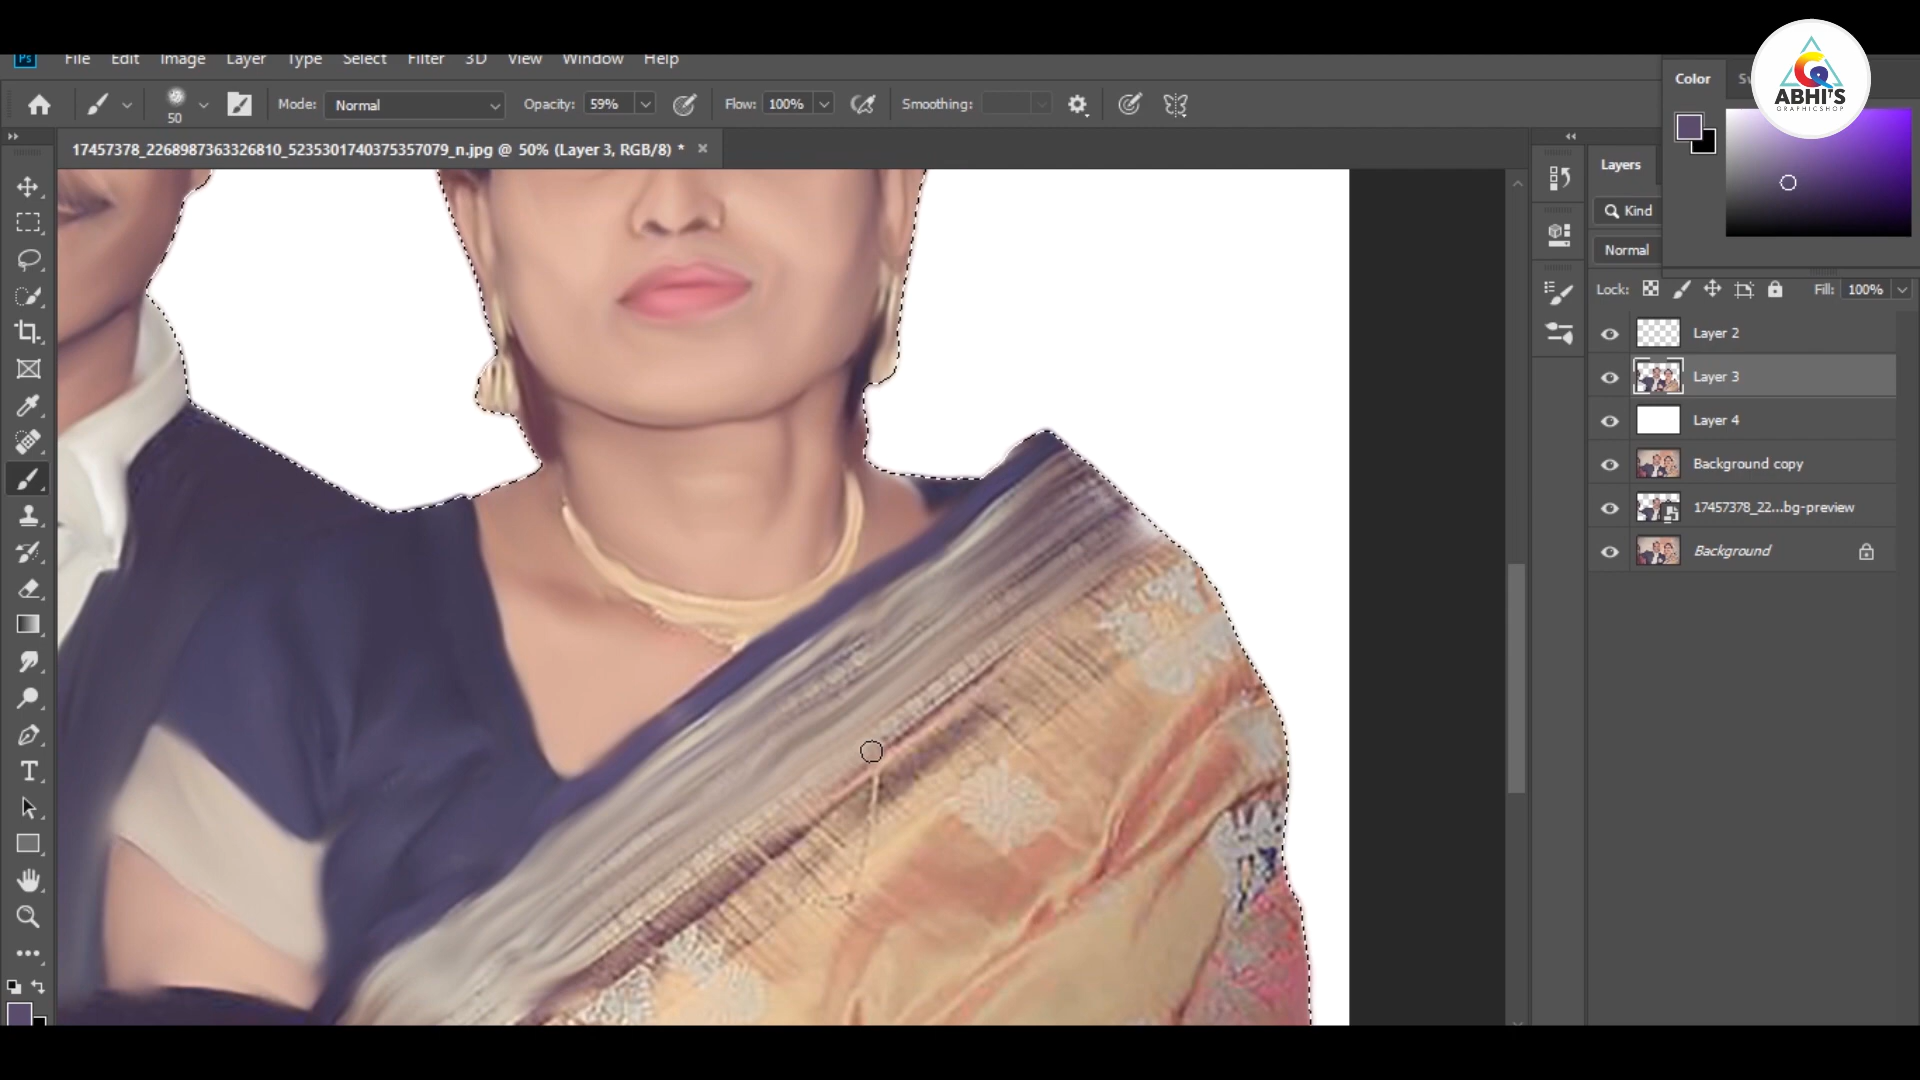 Ps File Edit Image Layer Type Select Filter 3D View Window Help
50 Mode: Normal Opacity: 59% Flow: 100% Smoothing:
17457378_2268987363326810_5235301740375357079_n.jpg @ 50% (Layer 3, RGB/8) * ×
Color
ABHI'S
GRAPHICSHOP
Layers
Kind
Normal
Lock: Fill: 100%
Layer 2
Layer 3
Layer 4
Background copy
17457378_22...bg-preview
Background
T